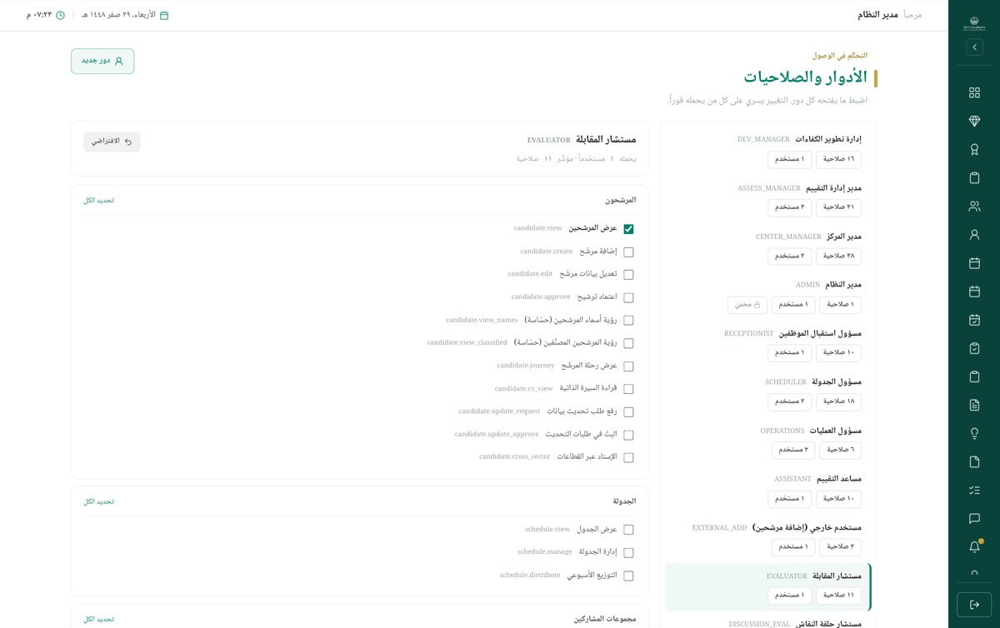 مرحباً مدير النظام
الأربعاء، ٢٩ صفر ١٤٤٨ هـ
٠٧:٢٣ م
التحكّم في الوصول
الأدوار والصلاحيات
اضبط ما يفتحه كل دور. التغيير يسري على كل من يحمله فوراً.
دور جديد
إدارة تطوير الكفاءات DEV_MANAGER
١٦ صلاحية ١ مستخدم
مدير إدارة التقييم ASSESS_MANAGER
٢١ صلاحية ٢ مستخدم
مدير المركز CENTER_MANAGER
٣٨ صلاحية ٢ مستخدم
مدير النظام ADMIN
١ صلاحية ١ مستخدم محميّ
مسؤول استقبال الموظفين RECEPTIONIST
١٠ صلاحية ١ مستخدم
مسؤول الجدولة SCHEDULER
١٨ صلاحية ٢ مستخدم
مسؤول العمليات OPERATIONS
٦ صلاحية ٢ مستخدم
مساعد التقييم ASSISTANT
١٠ صلاحية ١ مستخدم
مستخدم خارجي (إضافة مرشحين) EXTERNAL_ADD
٢ صلاحية ١ مستخدم
مستشار المقابلة EVALUATOR
١١ صلاحية ١ مستخدم
مستشار حلقة النقاش DISCUSSION_EVAL
مستشار المقابلة EVALUATOR
يحمله ١ مستخدماً · مؤشّر ١١ صلاحية
الافتراضي
المرشحون
تحديد الكل
عرض المرشحين candidate.view
إضافة مرشّح candidate.create
تعديل بيانات مرشّح candidate.edit
اعتماد ترشيح candidate.approve
رؤية أسماء المرشحين (حسّاسة) candidate.view_names
رؤية المرشحين المصنّفين (حسّاسة) candidate.view_classified
عرض رحلة المرشّح candidate.journey
قراءة السيرة الذاتية candidate.cv_view
رفع طلب تحديث بيانات candidate.update_request
البتّ في طلبات التحديث candidate.update_approve
الإسناد عبر القطاعات candidate.cross_sector
الجدولة
تحديد الكل
عرض الجدول schedule.view
إدارة الجدولة schedule.manage
التوزيع الأسبوعي schedule.distribute
مجموعات المشاركين
تحديد الكل